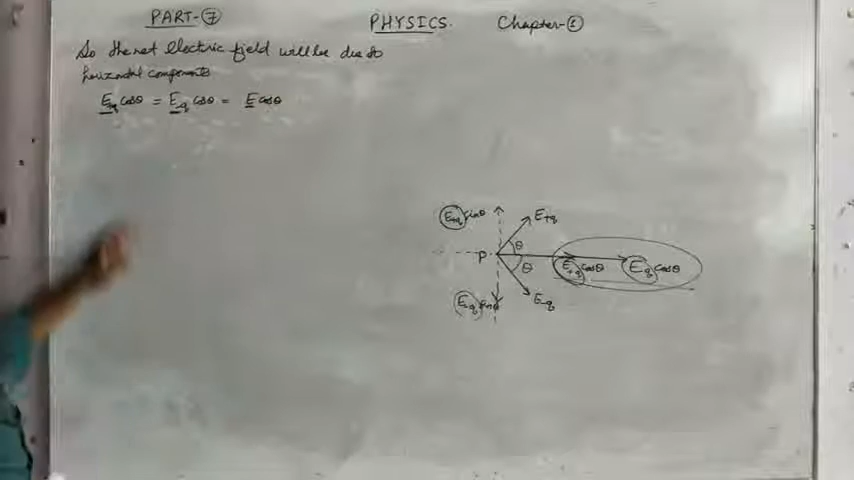 PART-⑦ PHYSICS. Chapter-①
So the net electric field will be due to
horizontal components
E+q cosθ = E-q cosθ = E cosθ
E+q sinθ
E+q
θ
P
θ
E+q cosθ E-q cosθ
E-q sinθ
E-q